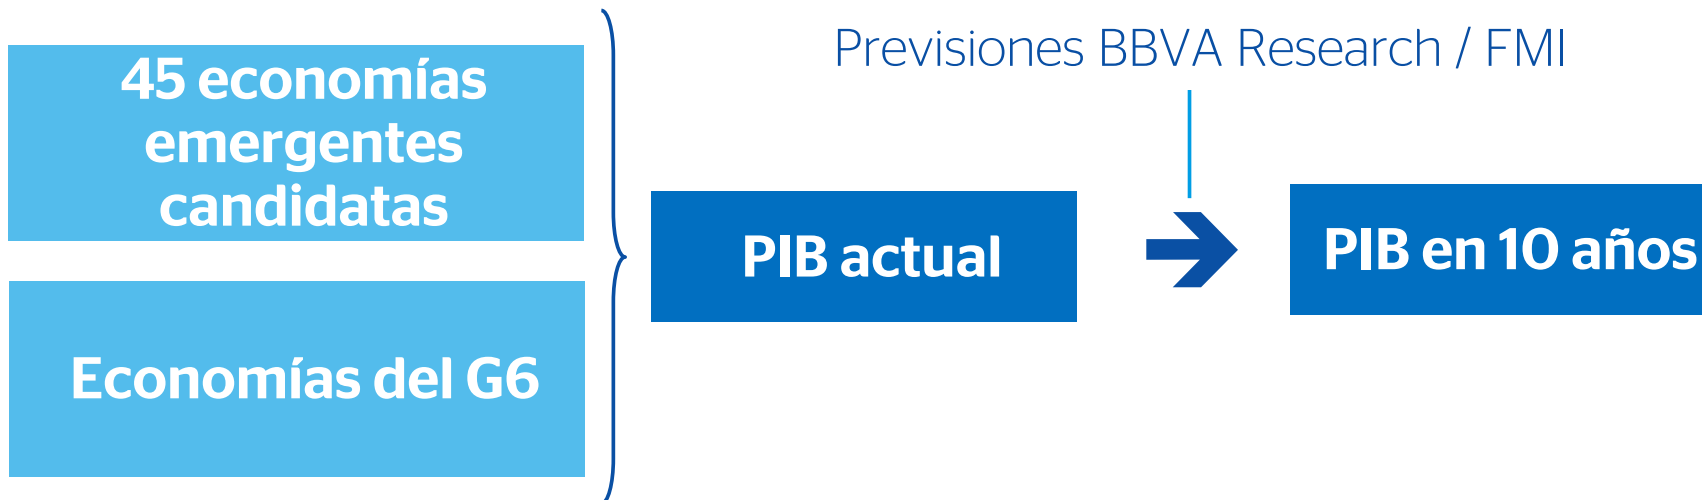 45 economías
emergentes
candidatas
Economías del G6
PIB actual
Previsiones BBVA Research / FMI
PIB en 10 años